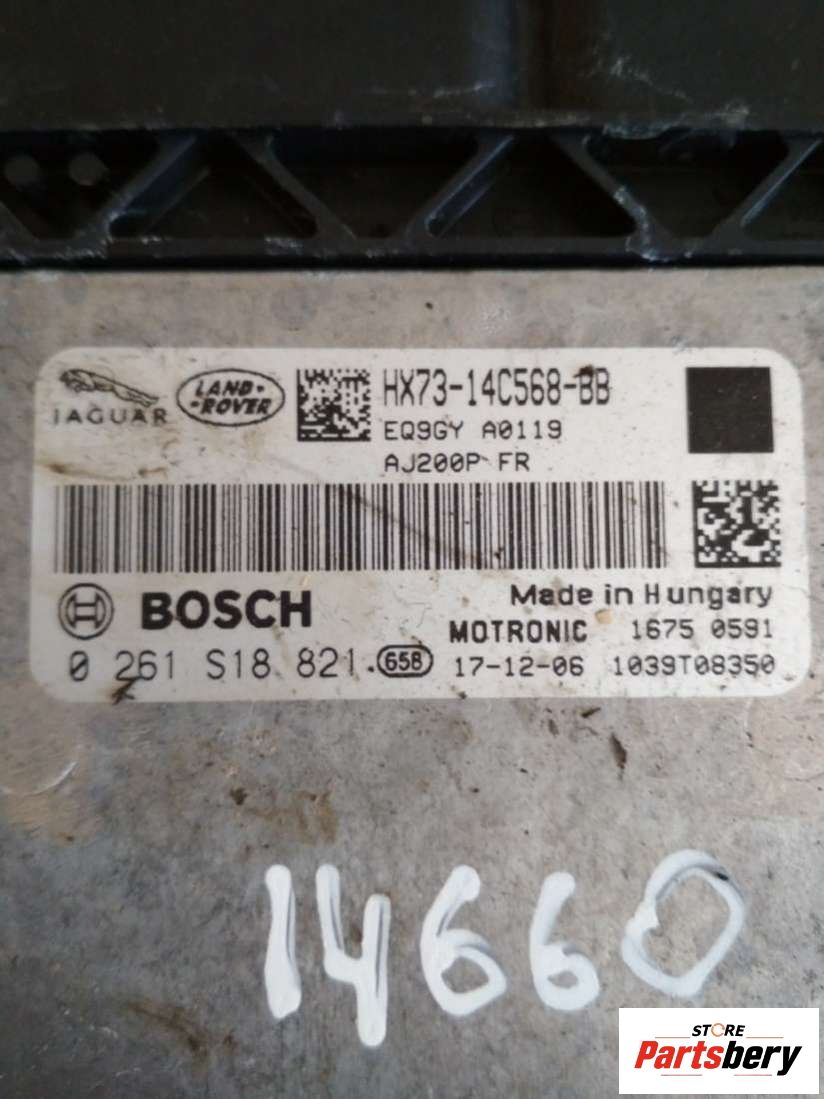 JAGUAR
LAND-
-ROVER
HX73-14C568-BB
EQ9GY A0119
AJ200P FR
BOSCH
Made in Hungary
MOTRONIC 1675 0591
0 261 S18 821. 658 17-12-06 1039T08350
14660
STORE
Partsbery